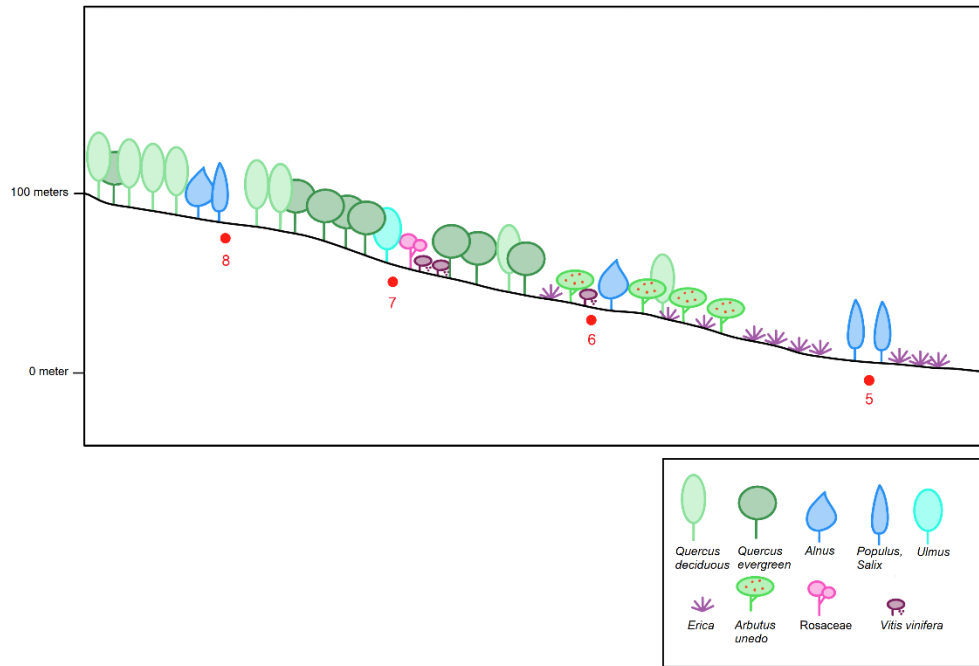 100 meters
8
7
6
0 meter
5
Quercus deciduous
Quercus evergreen
Alnus
Populus, Salix
Ulmus
Erica
Arbutus unedo
Rosaceae
Vitis vinifera